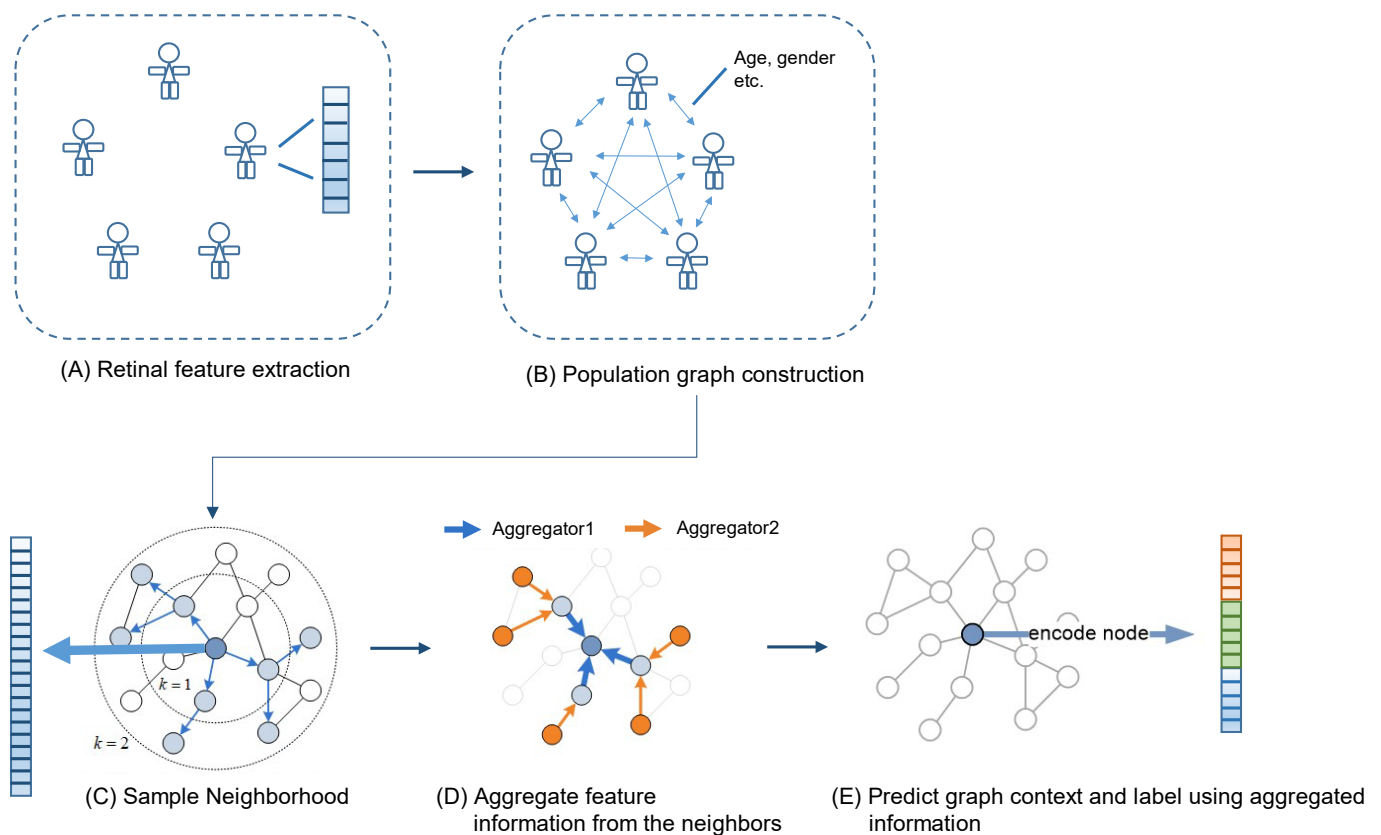 Age, gender
etc.
(A) Retinal feature extraction
(B) Population graph construction
Aggregator1
Aggregator2
encode node
k = 1
k = 2
(C) Sample Neighborhood
(D) Aggregate feature
information from the neighbors
(E) Predict graph context and label using aggregated
information